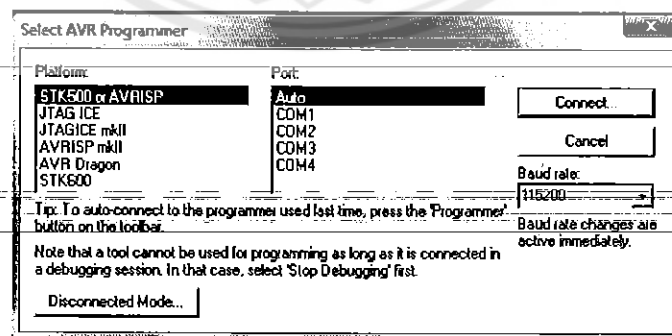 Select AVR Programmer
Platform:
STK500 or AVRISP
JTAG ICE
JTAGICE mkII
AVRISP mkII
AVR Dragon
STK600
Port:
Auto
COM1
COM2
COM3
COM4
Connect...
Cancel
Baud rate:
115200
Baud rate changes are
active immediately.
Tip: To auto-connect to the programmer used last time, press the 'Programmer'
button on the toolbar.
Note that a tool cannot be used for programming as long as it is connected in
a debugging session. In that case, select 'Stop Debugging' first.
Disconnected Mode...